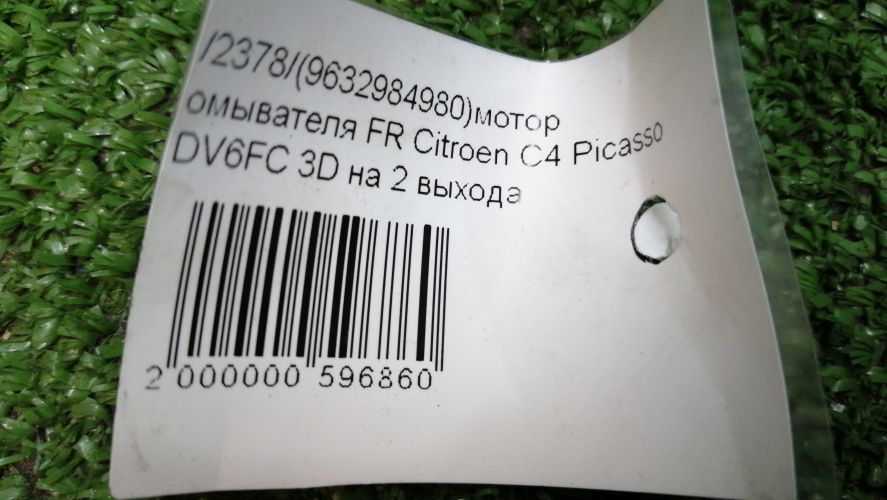 /2378/(9632984980)мотор
омывателя FR Citroen C4 Picasso
DV6FC 3D на 2 выхода
2 000000 596860